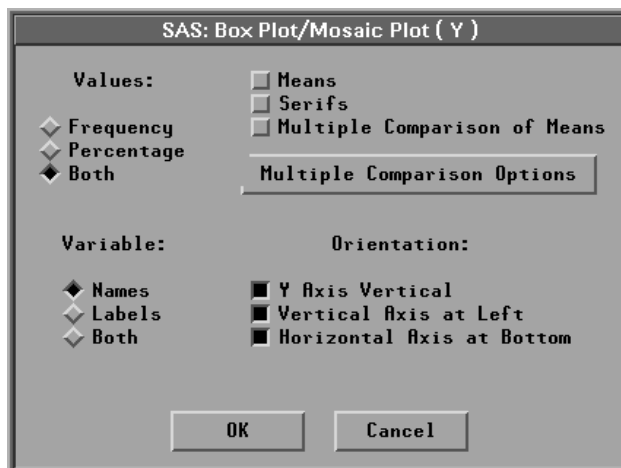 SAS: Box Plot/Mosaic Plot ( Y )
Values:
Frequency
Percentage
Both
Means
Serifs
Multiple Comparison of Means
Multiple Comparison Options
Variable:
Names
Labels
Both
Orientation:
Y Axis Vertical
Vertical Axis at Left
Horizontal Axis at Bottom
OK
Cancel